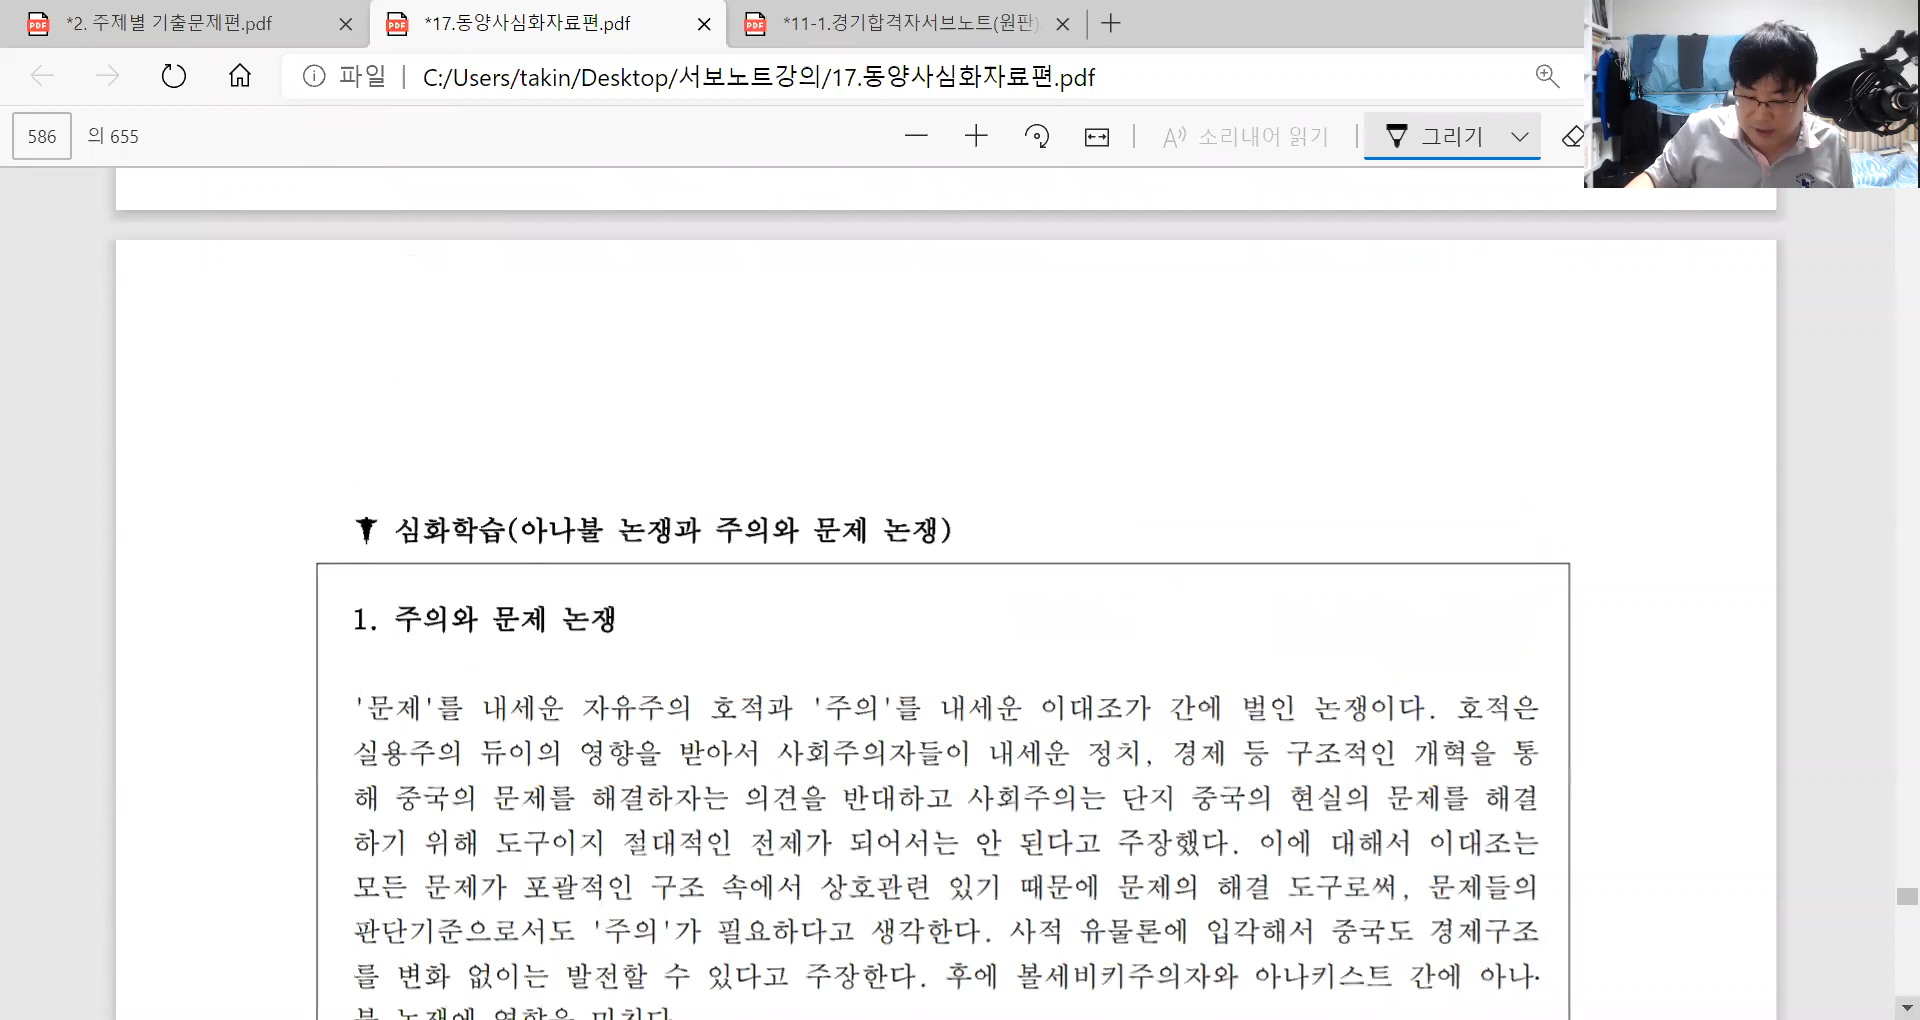 *2. 주제별 기출문제편.pdf
*17.동양사심화자료편.pdf
*11-1.경기합격자서브노트(원판)
파일 | C:/Users/takin/Desktop/서보노트강의/17.동양사심화자료편.pdf
586 의 655
소리내어 읽기
그리기
심화학습(아나불 논쟁과 주의와 문제 논쟁)
1. 주의와 문제 논쟁
'문제'를 내세운 자유주의 호적과 '주의'를 내세운 이대조가 간에 벌인 논쟁이다. 호적은
실용주의 듀이의 영향을 받아서 사회주의자들이 내세운 정치, 경제 등 구조적인 개혁을 통
해 중국의 문제를 해결하자는 의견을 반대하고 사회주의는 단지 중국의 현실의 문제를 해결
하기 위해 도구이지 절대적인 전제가 되어서는 안 된다고 주장했다. 이에 대해서 이대조는
모든 문제가 포괄적인 구조 속에서 상호관련 있기 때문에 문제의 해결 도구로써, 문제들의
판단기준으로서도 '주의'가 필요하다고 생각한다. 사적 유물론에 입각해서 중국도 경제구조
를 변화 없이는 발전할 수 있다고 주장한다. 후에 볼세비키주의자와 아나키스트 간에 아나·
불 논쟁에 영향을 미친다.